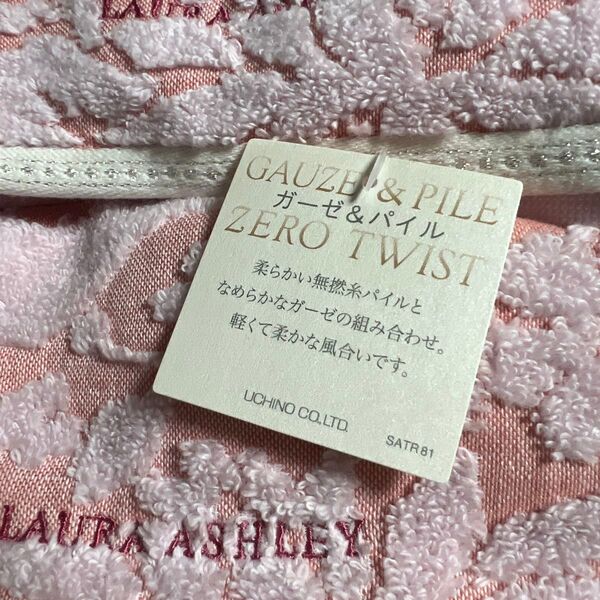 LAURA ASHLEY
GAUZE & PILE
ガーゼ&パイル
ZERO TWIST
柔らかい無撚糸パイルと
なめらかなガーゼの組み合わせ。
軽くて柔かな風合いです。
UCHINO CO.,LTD.
SATR81
LAURA ASHLEY